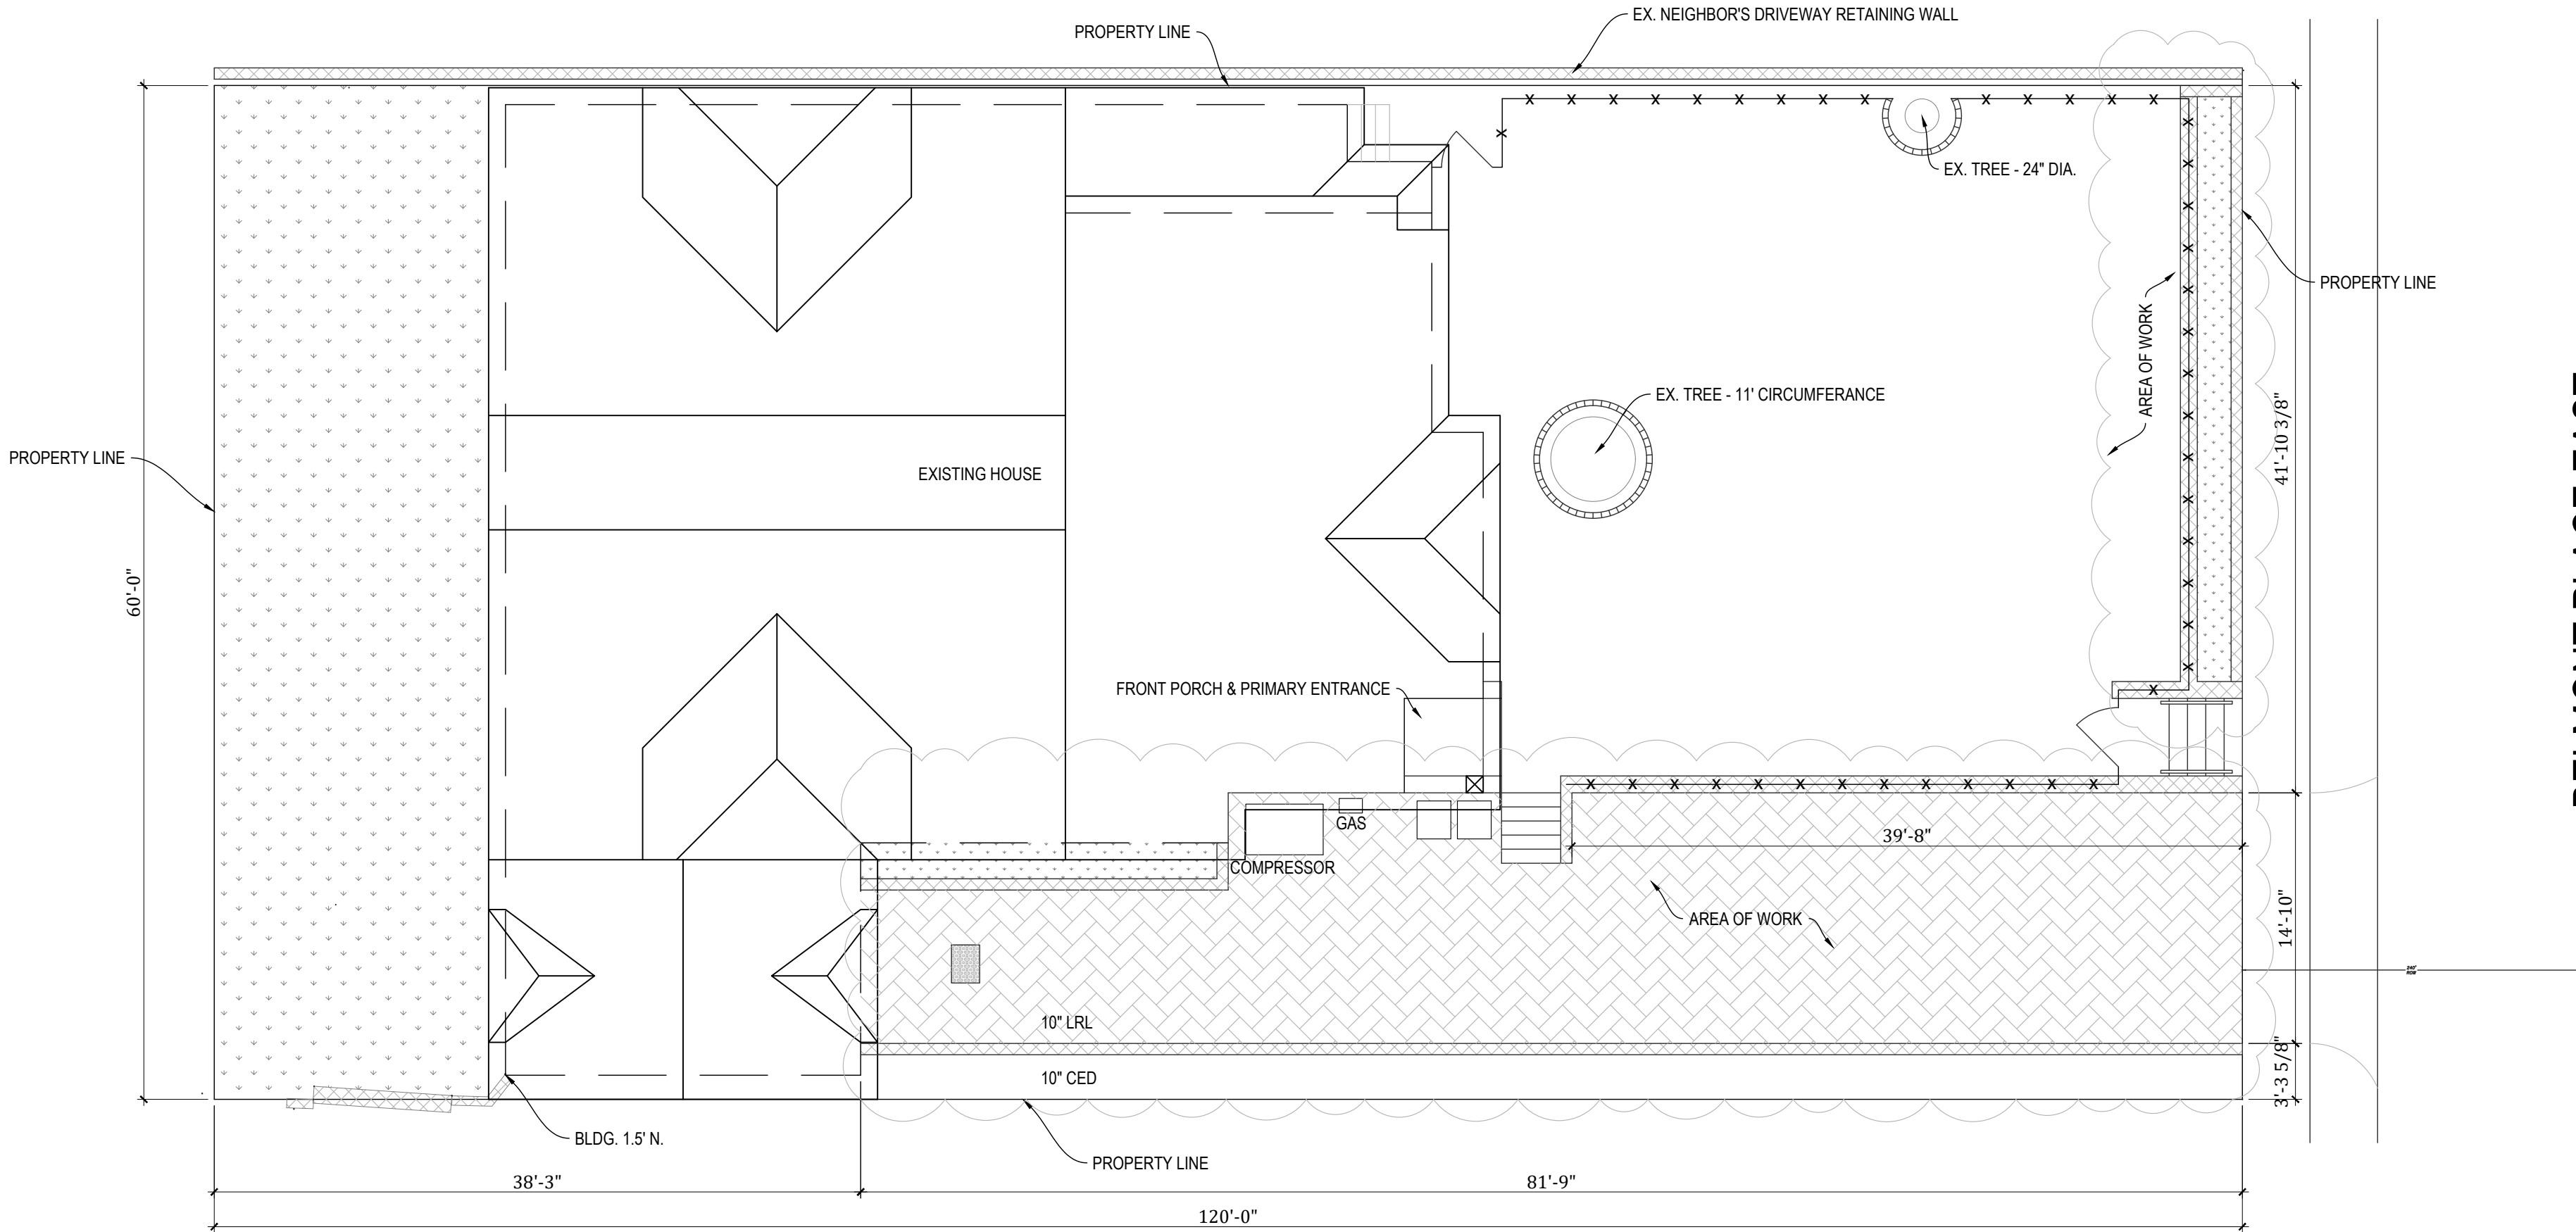 EX. NEIGHBOR'S DRIVEWAY RETAINING WALL
PROPERTY LINE
EX. TREE - 24" DIA.
PROPERTY LINE
AREA OF WORK
EX. TREE - 11' CIRCUMFERANCE
41'-10 3/8"
PROPERTY LINE
EXISTING HOUSE
60'-0"
FRONT PORCH & PRIMARY ENTRANCE
GAS
COMPRESSOR
39'-8"
AREA OF WORK
14'-10"
10" LRL
10" CED
3'-3 5/8"
BLDG. 1.5' N.
PROPERTY LINE
38'-3"
81'-9"
120'-0"
X X X X X X X X X X X X X X
X
X X X X X X X X X X X X X X
X
X X X X X X X X X X X X X